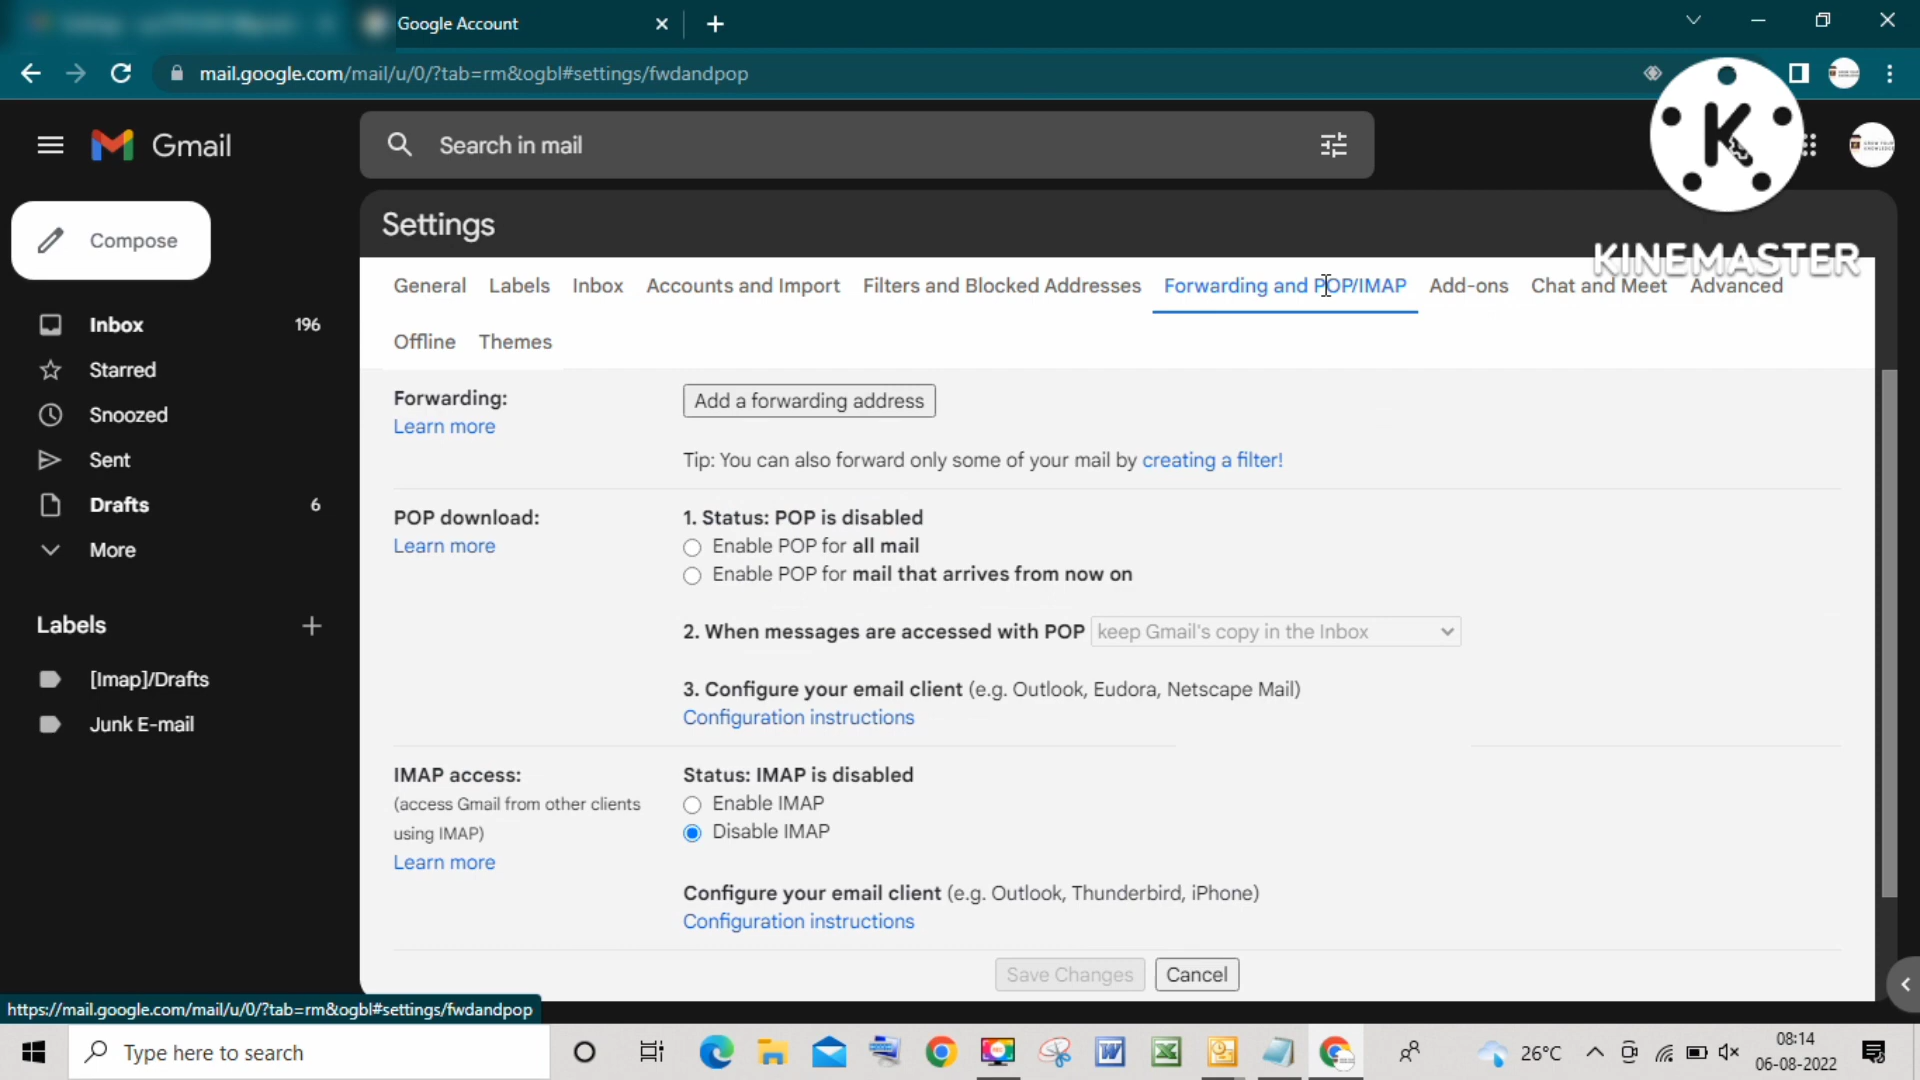 Google Account
mail.google.com/mail/u/0/?tab=rm&ogbl#settings/fwdandpop
Gmail
Search in mail
K
KINEMASTER
Compose
Settings
General Labels Inbox Accounts and Import Filters and Blocked Addresses Forwarding and POP/IMAP Add-ons Chat and Meet Advanced
Offline Themes
Inbox 196
Starred
Snoozed
Sent
Drafts 6
More
Labels
[Imap]/Drafts
Junk E-mail
Forwarding:
Learn more
Add a forwarding address
Tip: You can also forward only some of your mail by creating a filter!
POP download:
Learn more
1. Status: POP is disabled
Enable POP for all mail
Enable POP for mail that arrives from now on
2. When messages are accessed with POP keep Gmail's copy in the Inbox
3. Configure your email client (e.g. Outlook, Eudora, Netscape Mail)
Configuration instructions
IMAP access:
(access Gmail from other clients
using IMAP)
Learn more
Status: IMAP is disabled
Enable IMAP
Disable IMAP
Configure your email client (e.g. Outlook, Thunderbird, iPhone)
Configuration instructions
Save Changes Cancel
https://mail.google.com/mail/u/0/?tab=rm&ogbl#settings/fwdandpop
Type here to search
26°C
08:14
06-08-2022